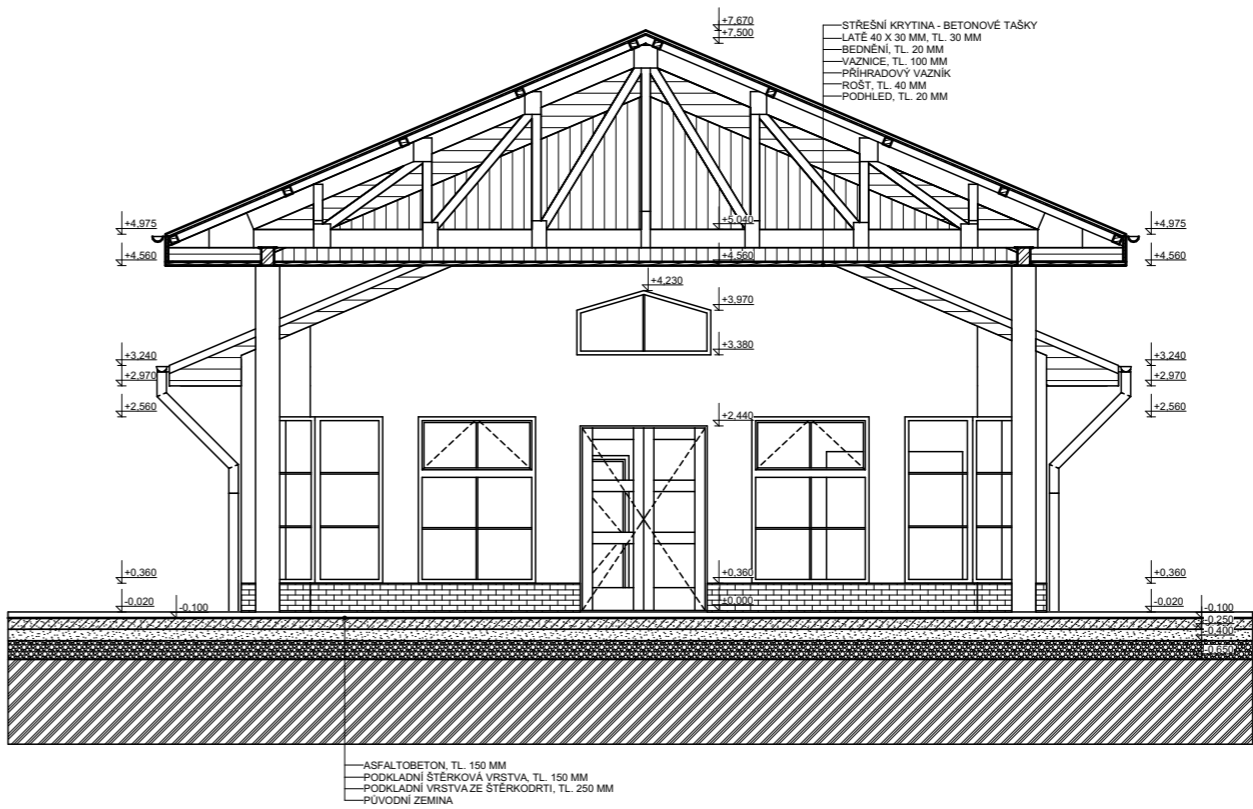 +7,670
+7,500
STŘEŠNÍ KRYTINA - BETONOVÉ TAŠKY
LATĚ 40 X 30 MM, TL. 30 MM
BEDNĚNÍ, TL. 20 MM
VAZNICE, TL. 100 MM
PŘÍHRADOVÝ VAZNÍK
ROŠT, TL. 40 MM
PODHLED, TL. 20 MM
+4,975
+5,040
+4,975
+4,560
+4,560
+4,560
+4,230
+3,970
+3,380
+3,240
+3,240
+2,970
+2,970
+2,560
+2,440
+2,560
+0,360
+0,360
+0,360
-0,020
-0,100
+0,000
-0,020
-0,100
-0,250
-0,400
-0,650
ASFALTOBETON, TL. 150 MM
PODKLADNÍ ŠTĚRKOVÁ VRSTVA, TL. 150 MM
PODKLADNÍ VRSTVA ZE ŠTĚRKODRTI, TL. 250 MM
PŮVODNÍ ZEMINA